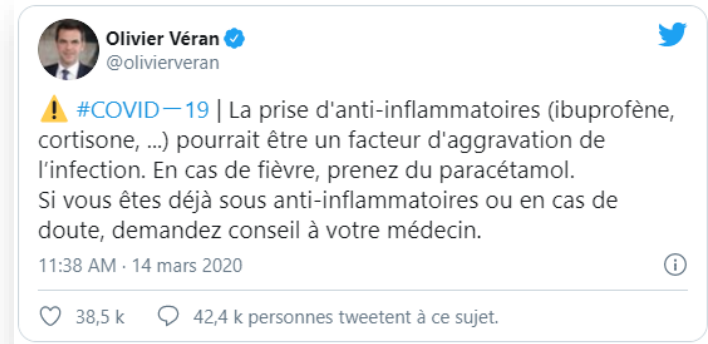 Olivier Véran
@olivierveran
⚠️ #COVID—19 | La prise d'anti-inflammatoires (ibuprofène,
cortisone, ...) pourrait être un facteur d'aggravation de
l’infection. En cas de fièvre, prenez du paracétamol.
Si vous êtes déjà sous anti-inflammatoires ou en cas de
doute, demandez conseil à votre médecin.
11:38 AM · 14 mars 2020
38,5 k 42,4 k personnes tweetent à ce sujet.